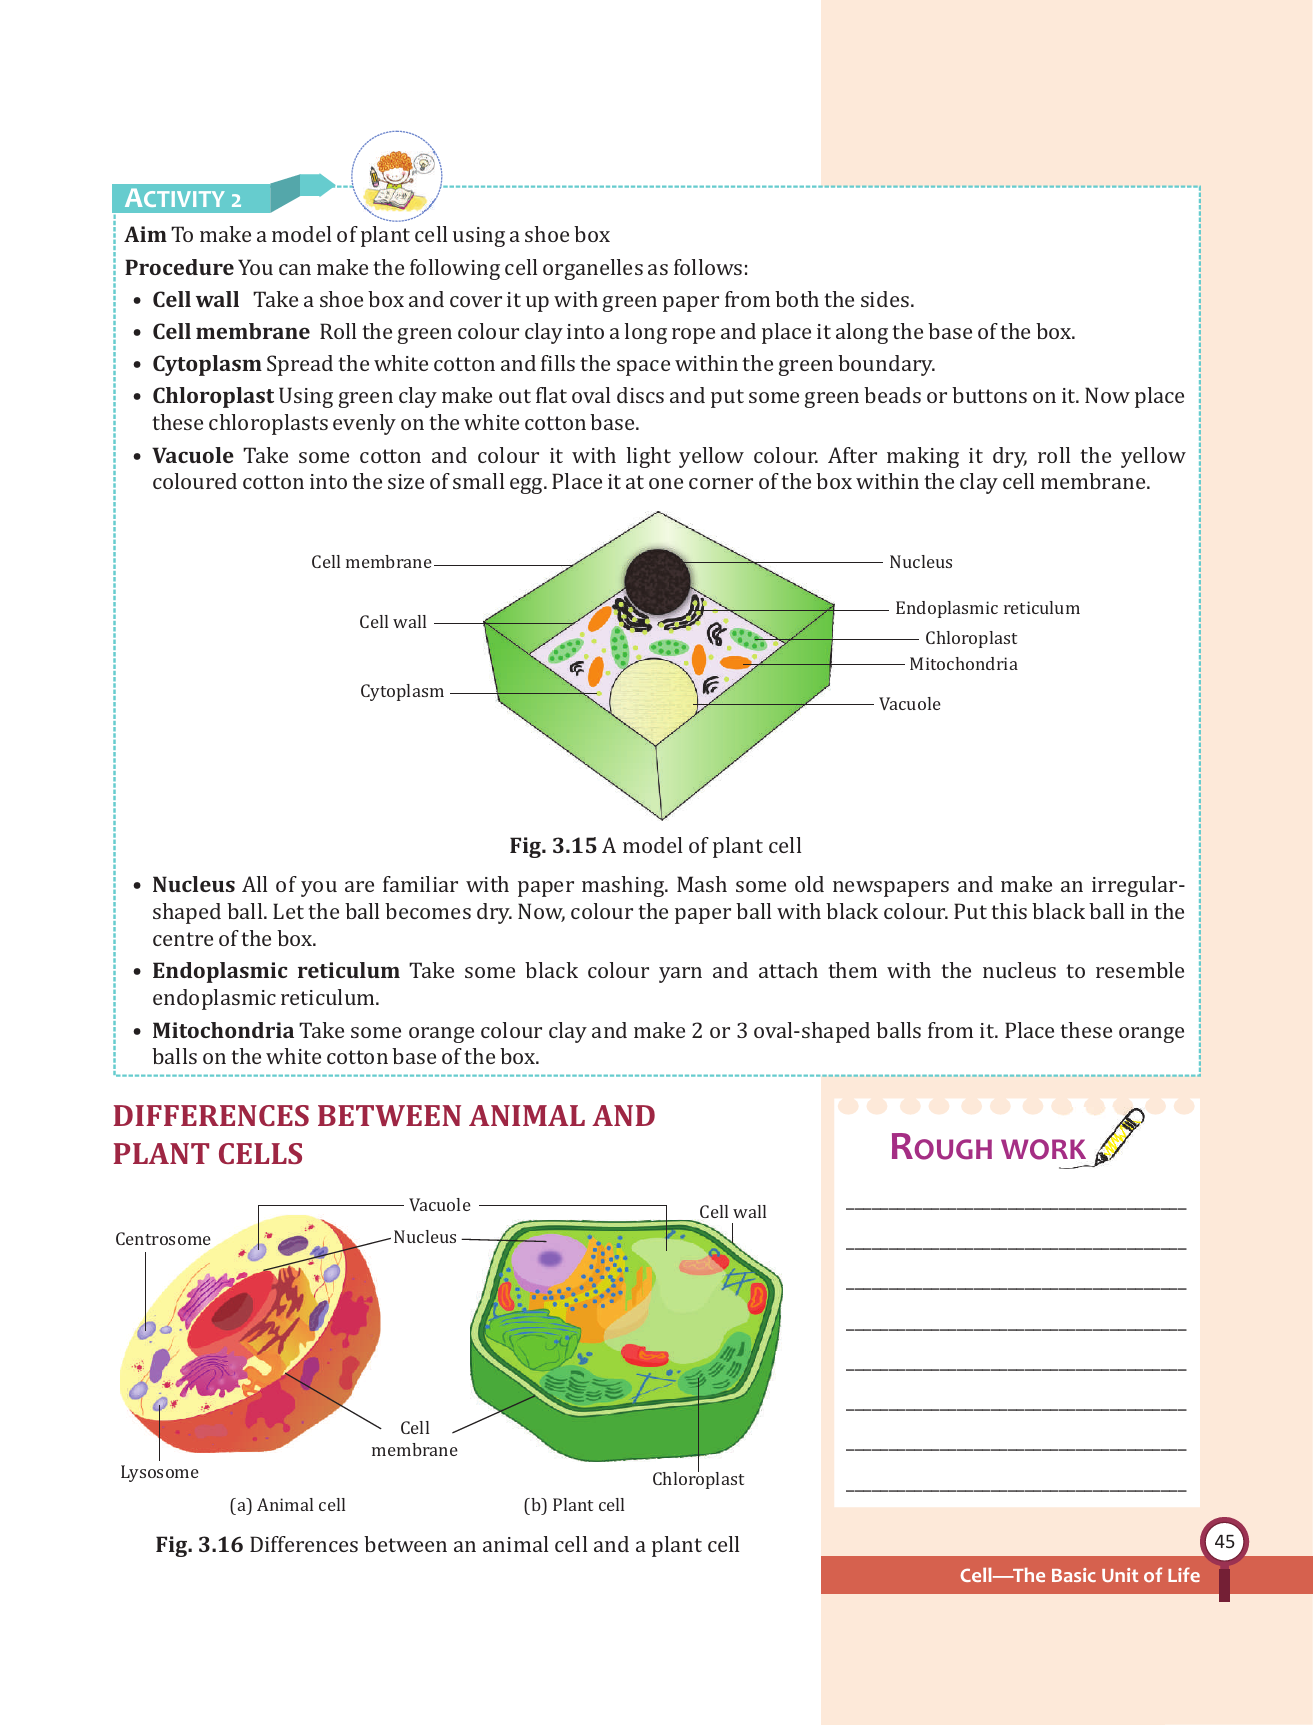 ACTIVITY 2
Aim To make a model of plant cell using a shoe box
Procedure You can make the following cell organelles as follows:
• Cell wall Take a shoe box and cover it up with green paper from both the sides.
• Cell membrane Roll the green colour clay into a long rope and place it along the base of the box.
• Cytoplasm Spread the white cotton and fills the space within the green boundary.
• Chloroplast Using green clay make out flat oval discs and put some green beads or buttons on it. Now place
these chloroplasts evenly on the white cotton base.
• Vacuole Take some cotton and colour it with light yellow colour. After making it dry, roll the yellow
coloured cotton into the size of small egg. Place it at one corner of the box within the clay cell membrane.
Cell membrane
Nucleus
Endoplasmic reticulum
Cell wall
Chloroplast
Mitochondria
Cytoplasm
Vacuole
Fig. 3.15 A model of plant cell
• Nucleus All of you are familiar with paper mashing. Mash some old newspapers and make an irregular-
shaped ball. Let the ball becomes dry. Now, colour the paper ball with black colour. Put this black ball in the
centre of the box.
• Endoplasmic reticulum Take some black colour yarn and attach them with the nucleus to resemble
endoplasmic reticulum.
• Mitochondria Take some orange colour clay and make 2 or 3 oval-shaped balls from it. Place these orange
balls on the white cotton base of the box.
DIFFERENCES BETWEEN ANIMAL AND
PLANT CELLS
Vacuole
Cell wall
Centrosome
Nucleus
Cell
membrane
Lysosome
Chloroplast
(a) Animal cell
(b) Plant cell
Fig. 3.16 Differences between an animal cell and a plant cell
ROUGH WORK
45
Cell—The Basic Unit of Life